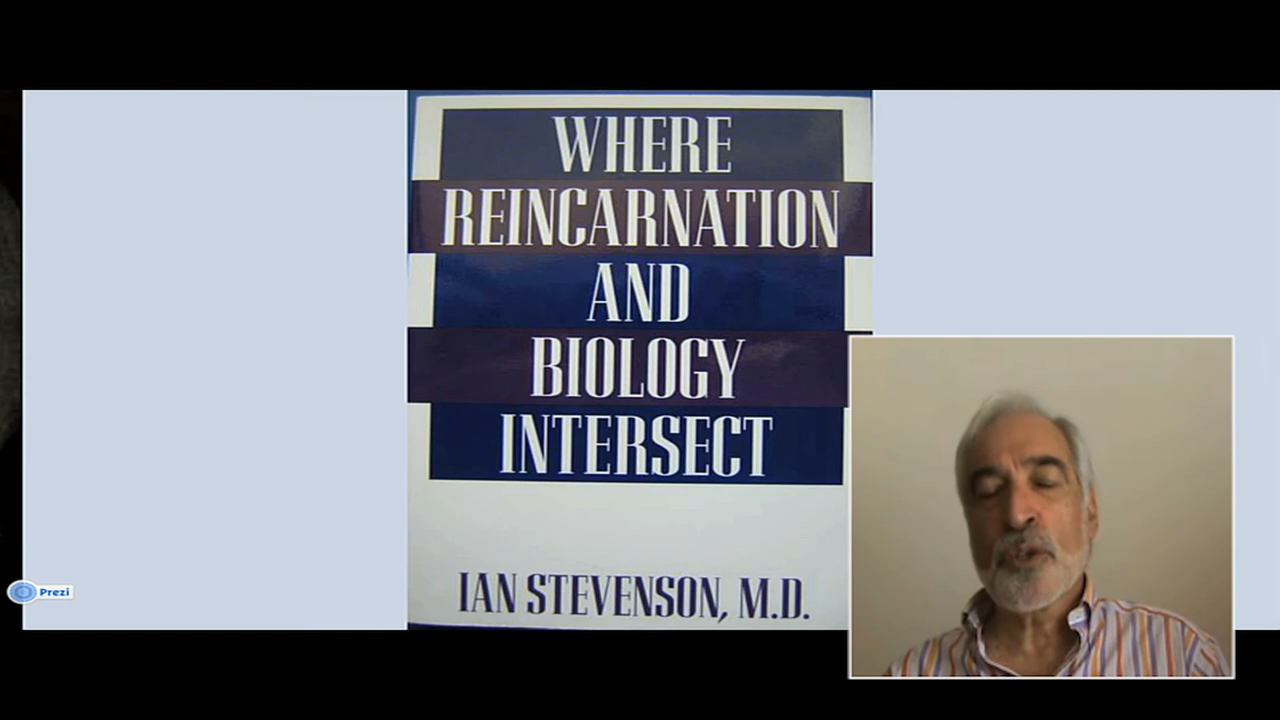 WHERE
REINCARNATION
AND
BIOLOGY
INTERSECT
IAN STEVENSON, M.D.
Prezi